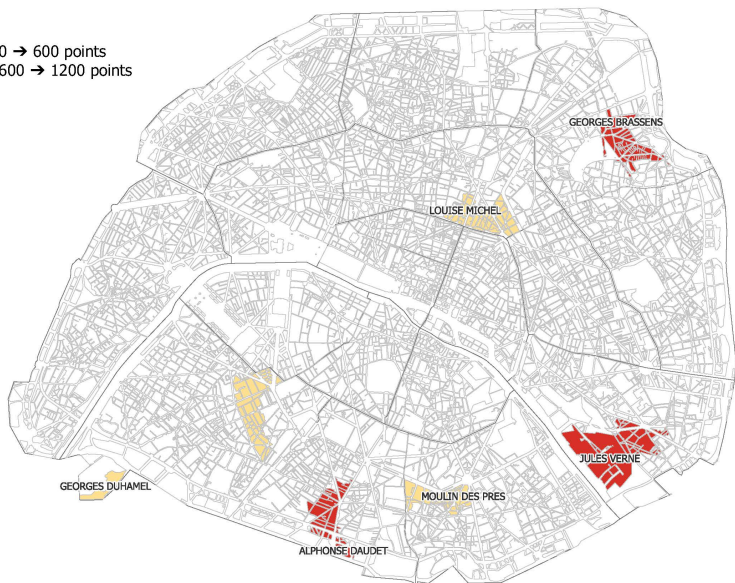 0 → 600 points
600 → 1200 points
GEORGES BRASSENS
LOUISE MICHEL
JULES VERNE
GEORGES DUHAMEL
MOULIN DES PRES
ALPHONSE DAUDET